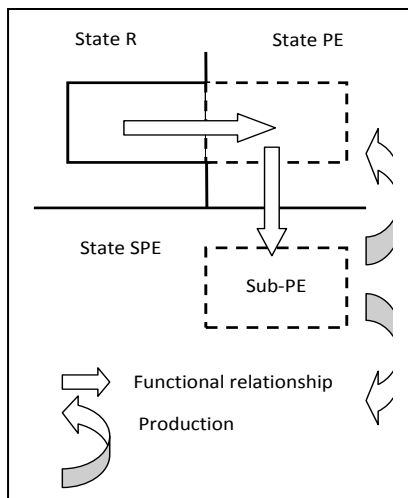 State R
State PE
State SPE
Sub-PE
Functional relationship
Production